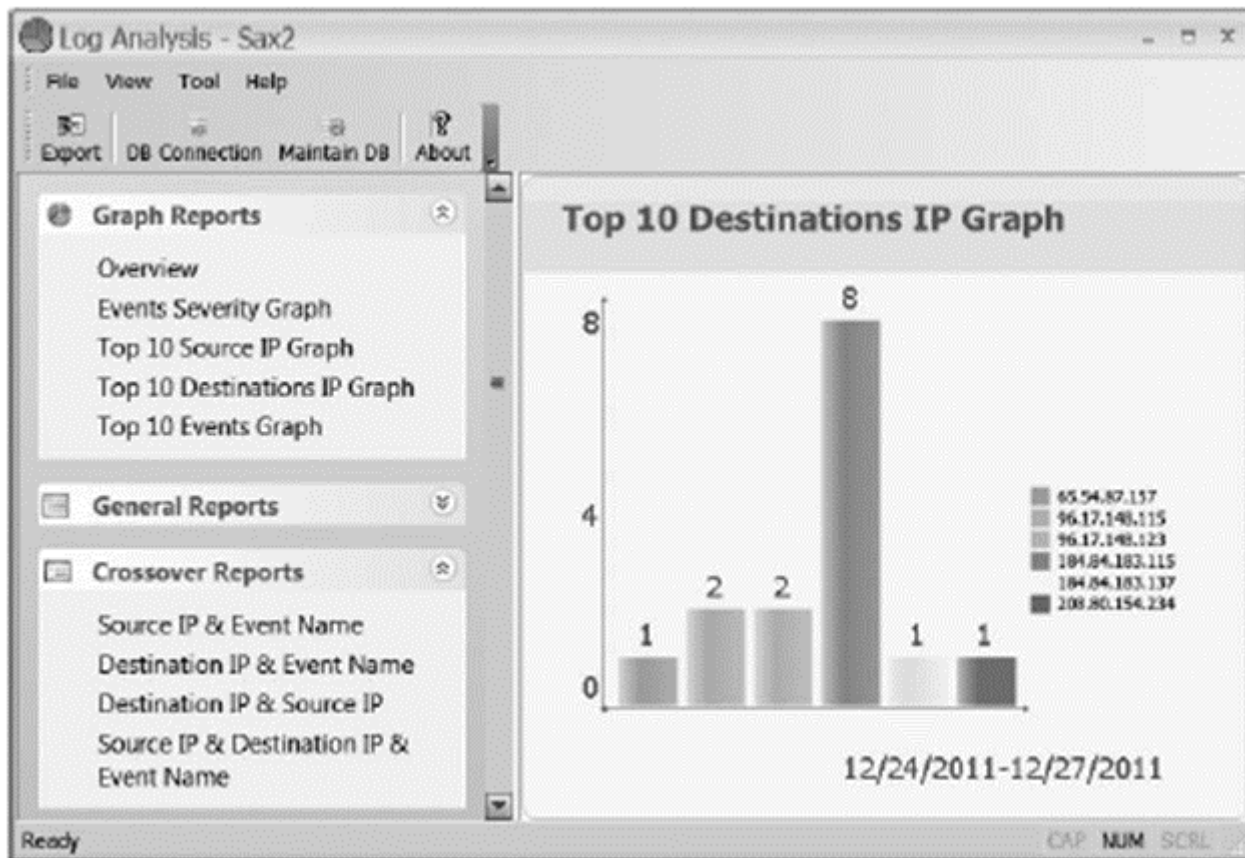 Log Analysis - Sax2
File View Tool Help
Export DB Connection Maintain DB About
Graph Reports
Overview
Events Severity Graph
Top 10 Source IP Graph
Top 10 Destinations IP Graph
Top 10 Events Graph
General Reports
Crossover Reports
Source IP & Event Name
Destination IP & Event Name
Destination IP & Source IP
Source IP & Destination IP &
Event Name
Top 10 Destinations IP Graph
8
8
4
0
1
2
2
1
1
65.54.87.157
96.17.148.115
96.17.148.123
184.84.183.115
184.84.183.137
208.80.154.234
12/24/2011-12/27/2011
Ready
CAP NUM SCRL